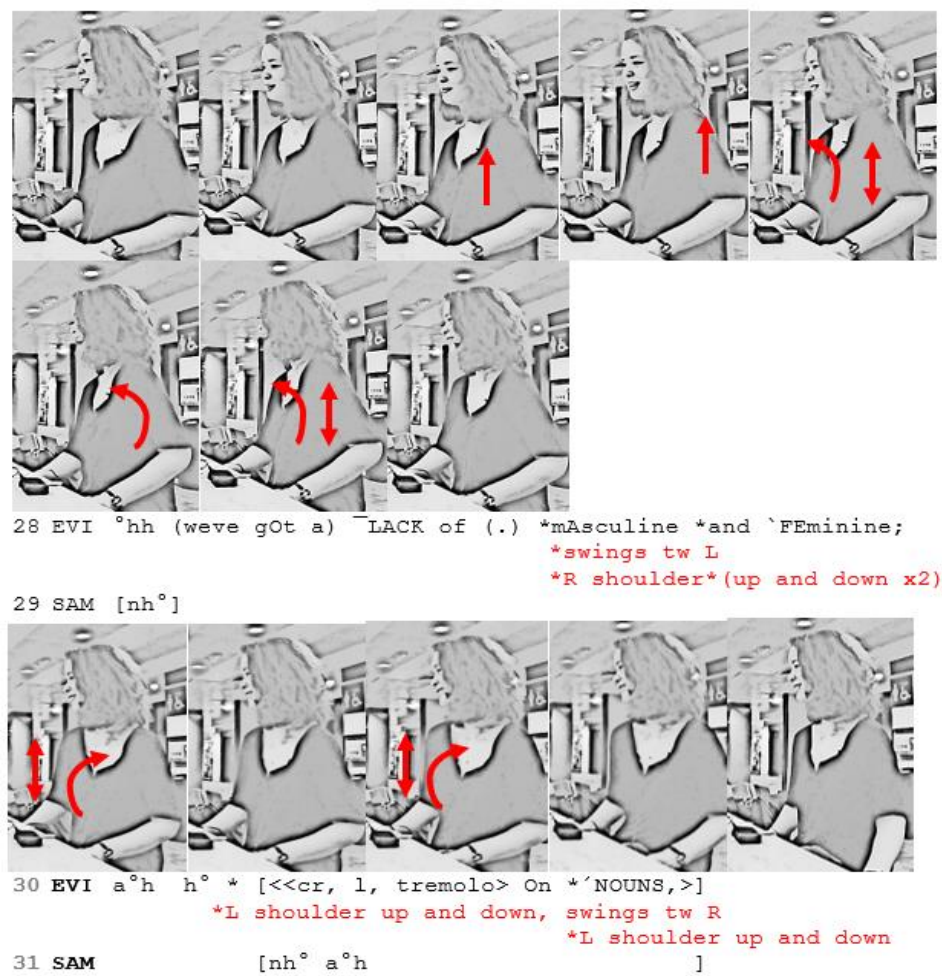 28 EVI °hh (weve gOt a) ¯LACK of (.) *mAsculine *and `FEminine;
*swings tw L
*R shoulder*(up and down x2)
29 SAM [nh°]
30 EVI a°h h° * [<<cr, l, tremolo> On *´NOUNS,>]
*L shoulder up and down, swings tw R
*L shoulder up and down
31 SAM [nh° a°h ]